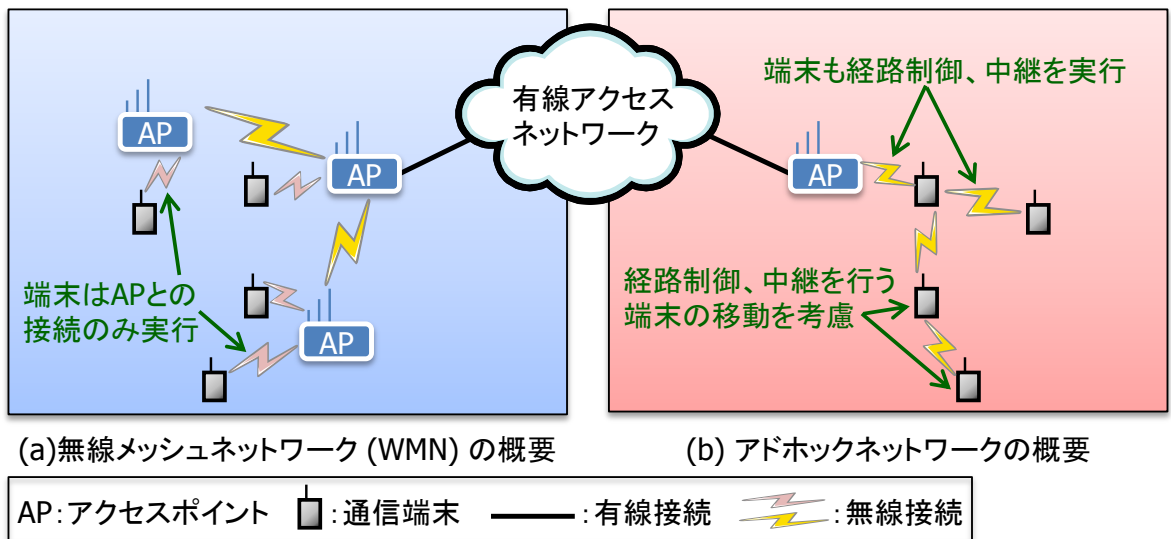 有線アクセス
ネットワーク
AP
AP
AP
端末はAPとの
接続のみ実行
端末も経路制御、中継を実行
AP
経路制御、中継を行う
端末の移動を考慮
(a)無線メッシュネットワーク (WMN) の概要
(b) アドホックネットワークの概要
AP:アクセスポイント :通信端末 :有線接続 :無線接続